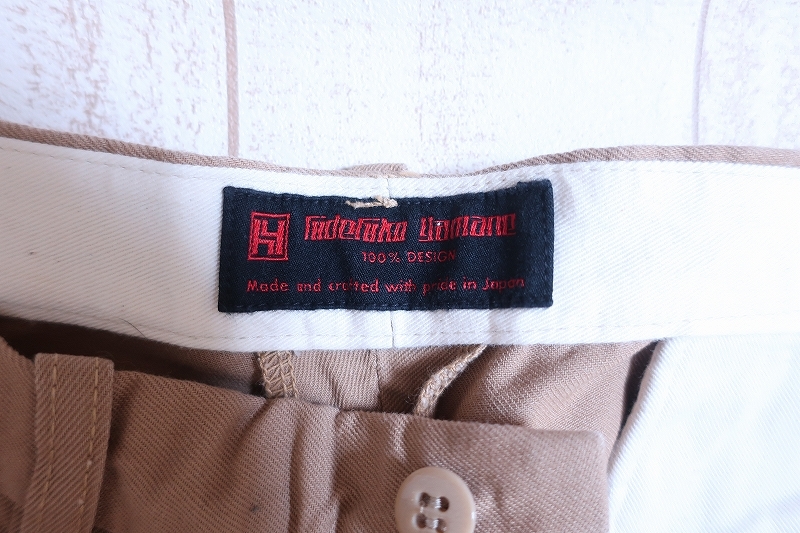 Hidehiko Yamane
100% DESIGN
Made and crafted with pride in Japan